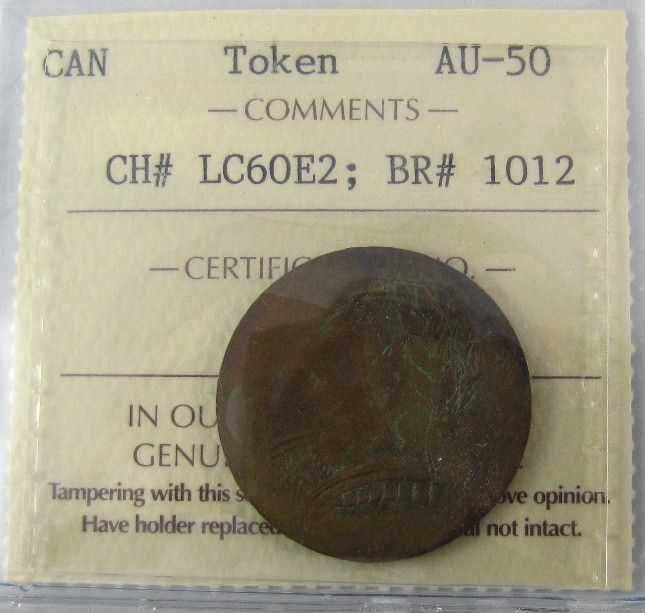 CAN Token AU-50
— COMMENTS —
CH# LC60E2; BR# 1012
— CERTIFIC O. —
IN OU
GENU
Tampering with this s ove opinion.
Have holder replaced al not intact.